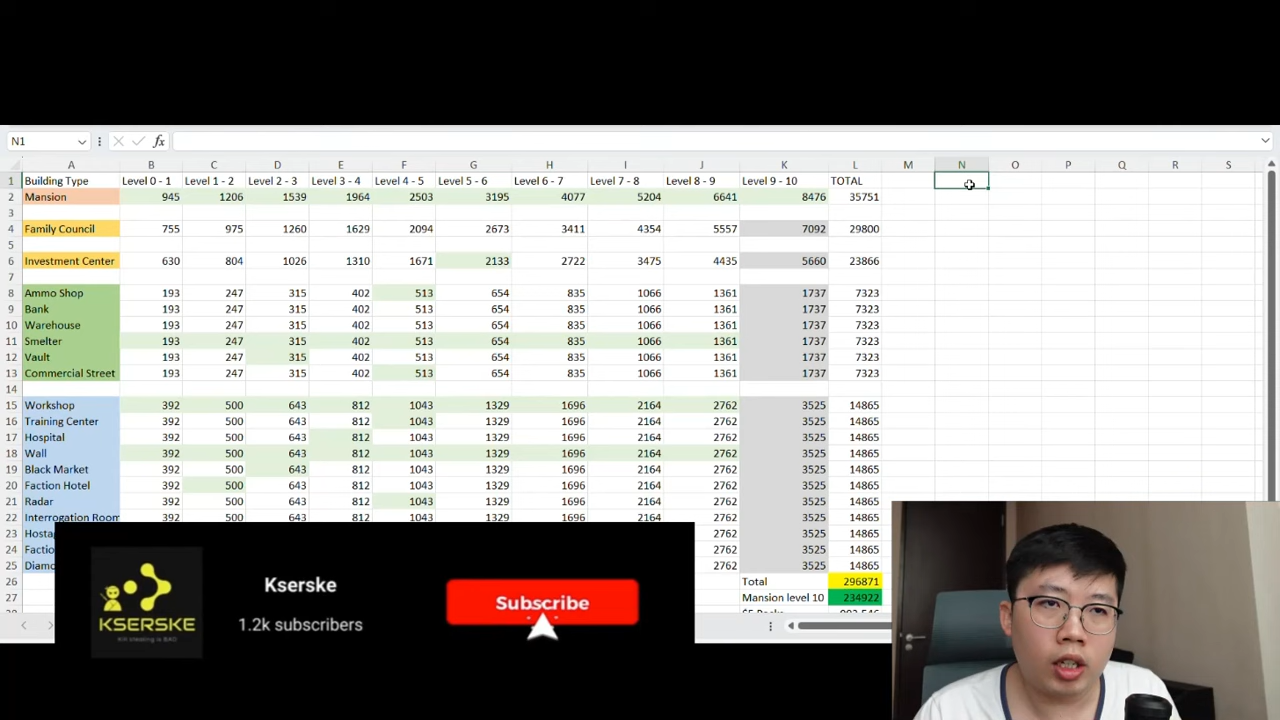 N1 fx
A B C D E F G H I J K L M N O P Q R S
1 Building Type Level 0 - 1 Level 1 - 2 Level 2 - 3 Level 3 - 4 Level 4 - 5 Level 5 - 6 Level 6 - 7 Level 7 - 8 Level 8 - 9 Level 9 - 10 TOTAL
2 Mansion 945 1206 1539 1964 2503 3195 4077 5204 6641 8476 35751
3
4 Family Council 755 975 1260 1629 2094 2673 3411 4354 5557 7092 29800
5
6 Investment Center 630 804 1026 1310 1671 2133 2722 3475 4435 5660 23866
7
8 Ammo Shop 193 247 315 402 513 654 835 1066 1361 1737 7323
9 Bank 193 247 315 402 513 654 835 1066 1361 1737 7323
10 Warehouse 193 247 315 402 513 654 835 1066 1361 1737 7323
11 Smelter 193 247 315 402 513 654 835 1066 1361 1737 7323
12 Vault 193 247 315 402 513 654 835 1066 1361 1737 7323
13 Commercial Street 193 247 315 402 513 654 835 1066 1361 1737 7323
14
15 Workshop 392 500 643 812 1043 1329 1696 2164 2762 3525 14865
16 Training Center 392 500 643 812 1043 1329 1696 2164 2762 3525 14865
17 Hospital 392 500 643 812 1043 1329 1696 2164 2762 3525 14865
18 Wall 392 500 643 812 1043 1329 1696 2164 2762 3525 14865
19 Black Market 392 500 643 812 1043 1329 1696 2164 2762 3525 14865
20 Faction Hotel 392 500 643 812 1043 1329 1696 2164 2762 3525 14865
21 Radar 392 500 643 812 1043 1329 1696 2164 2762 3525 14865
22 Interrogation Room 392 500 643 812 1043 1329 1696 2164 2762 3525 14865
23 Hosta 2762 3525 14865
24 Factio 2762 3525 14865
25 Diamo 2762 3525 14865
26 Total 296871
27 Mansion level 10 234922
KSERSKE
Kserske
1.2k subscribers
Subscribe